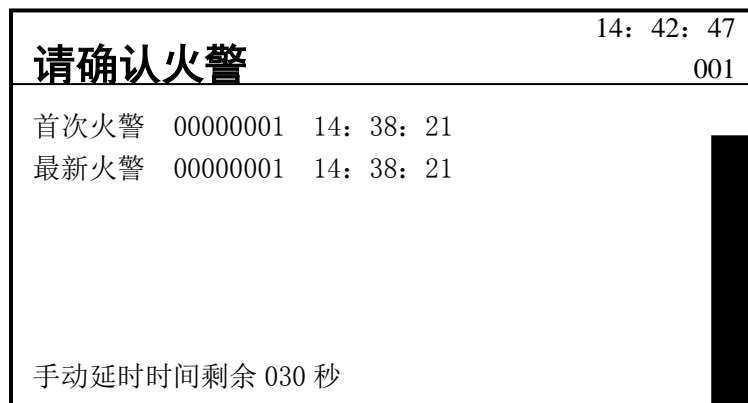 14：42：47
请确认火警
001
首次火警 00000001 14：38：21
最新火警 00000001 14：38：21
手动延时时间剩余 030 秒